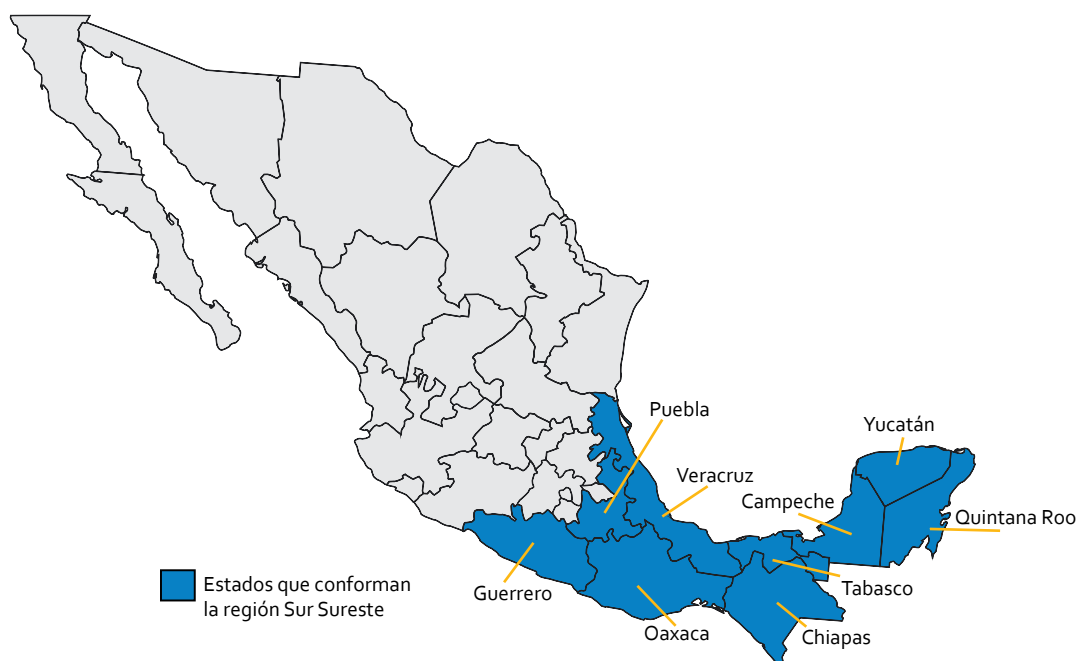 Puebla
Yucatán
Veracruz
Campeche
Quintana Roo
Estados que conforman
la región Sur Sureste
Guerrero
Tabasco
Oaxaca
Chiapas